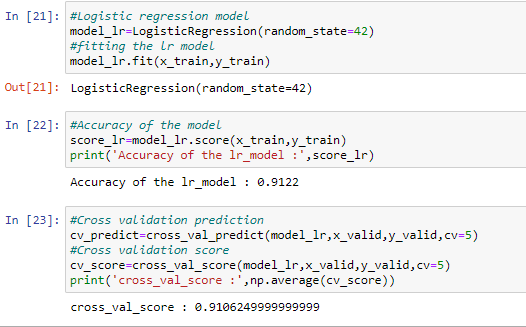 In [21]: #Logistic regression model
model_lr=LogisticRegression(random_state=42)
#fitting the lr model
model_lr.fit(x_train,y_train)
Out[21]: LogisticRegression(random_state=42)
In [22]: #Accuracy of the model
score_lr=model_lr.score(x_train,y_train)
print('Accuracy of the lr_model :',score_lr)
Accuracy of the lr_model : 0.9122
In [23]: #Cross validation prediction
cv_predict=cross_val_predict(model_lr,x_valid,y_valid,cv=5)
#Cross validation score
cv_score=cross_val_score(model_lr,x_valid,y_valid,cv=5)
print('cross_val_score :',np.average(cv_score))
cross_val_score : 0.9106249999999999